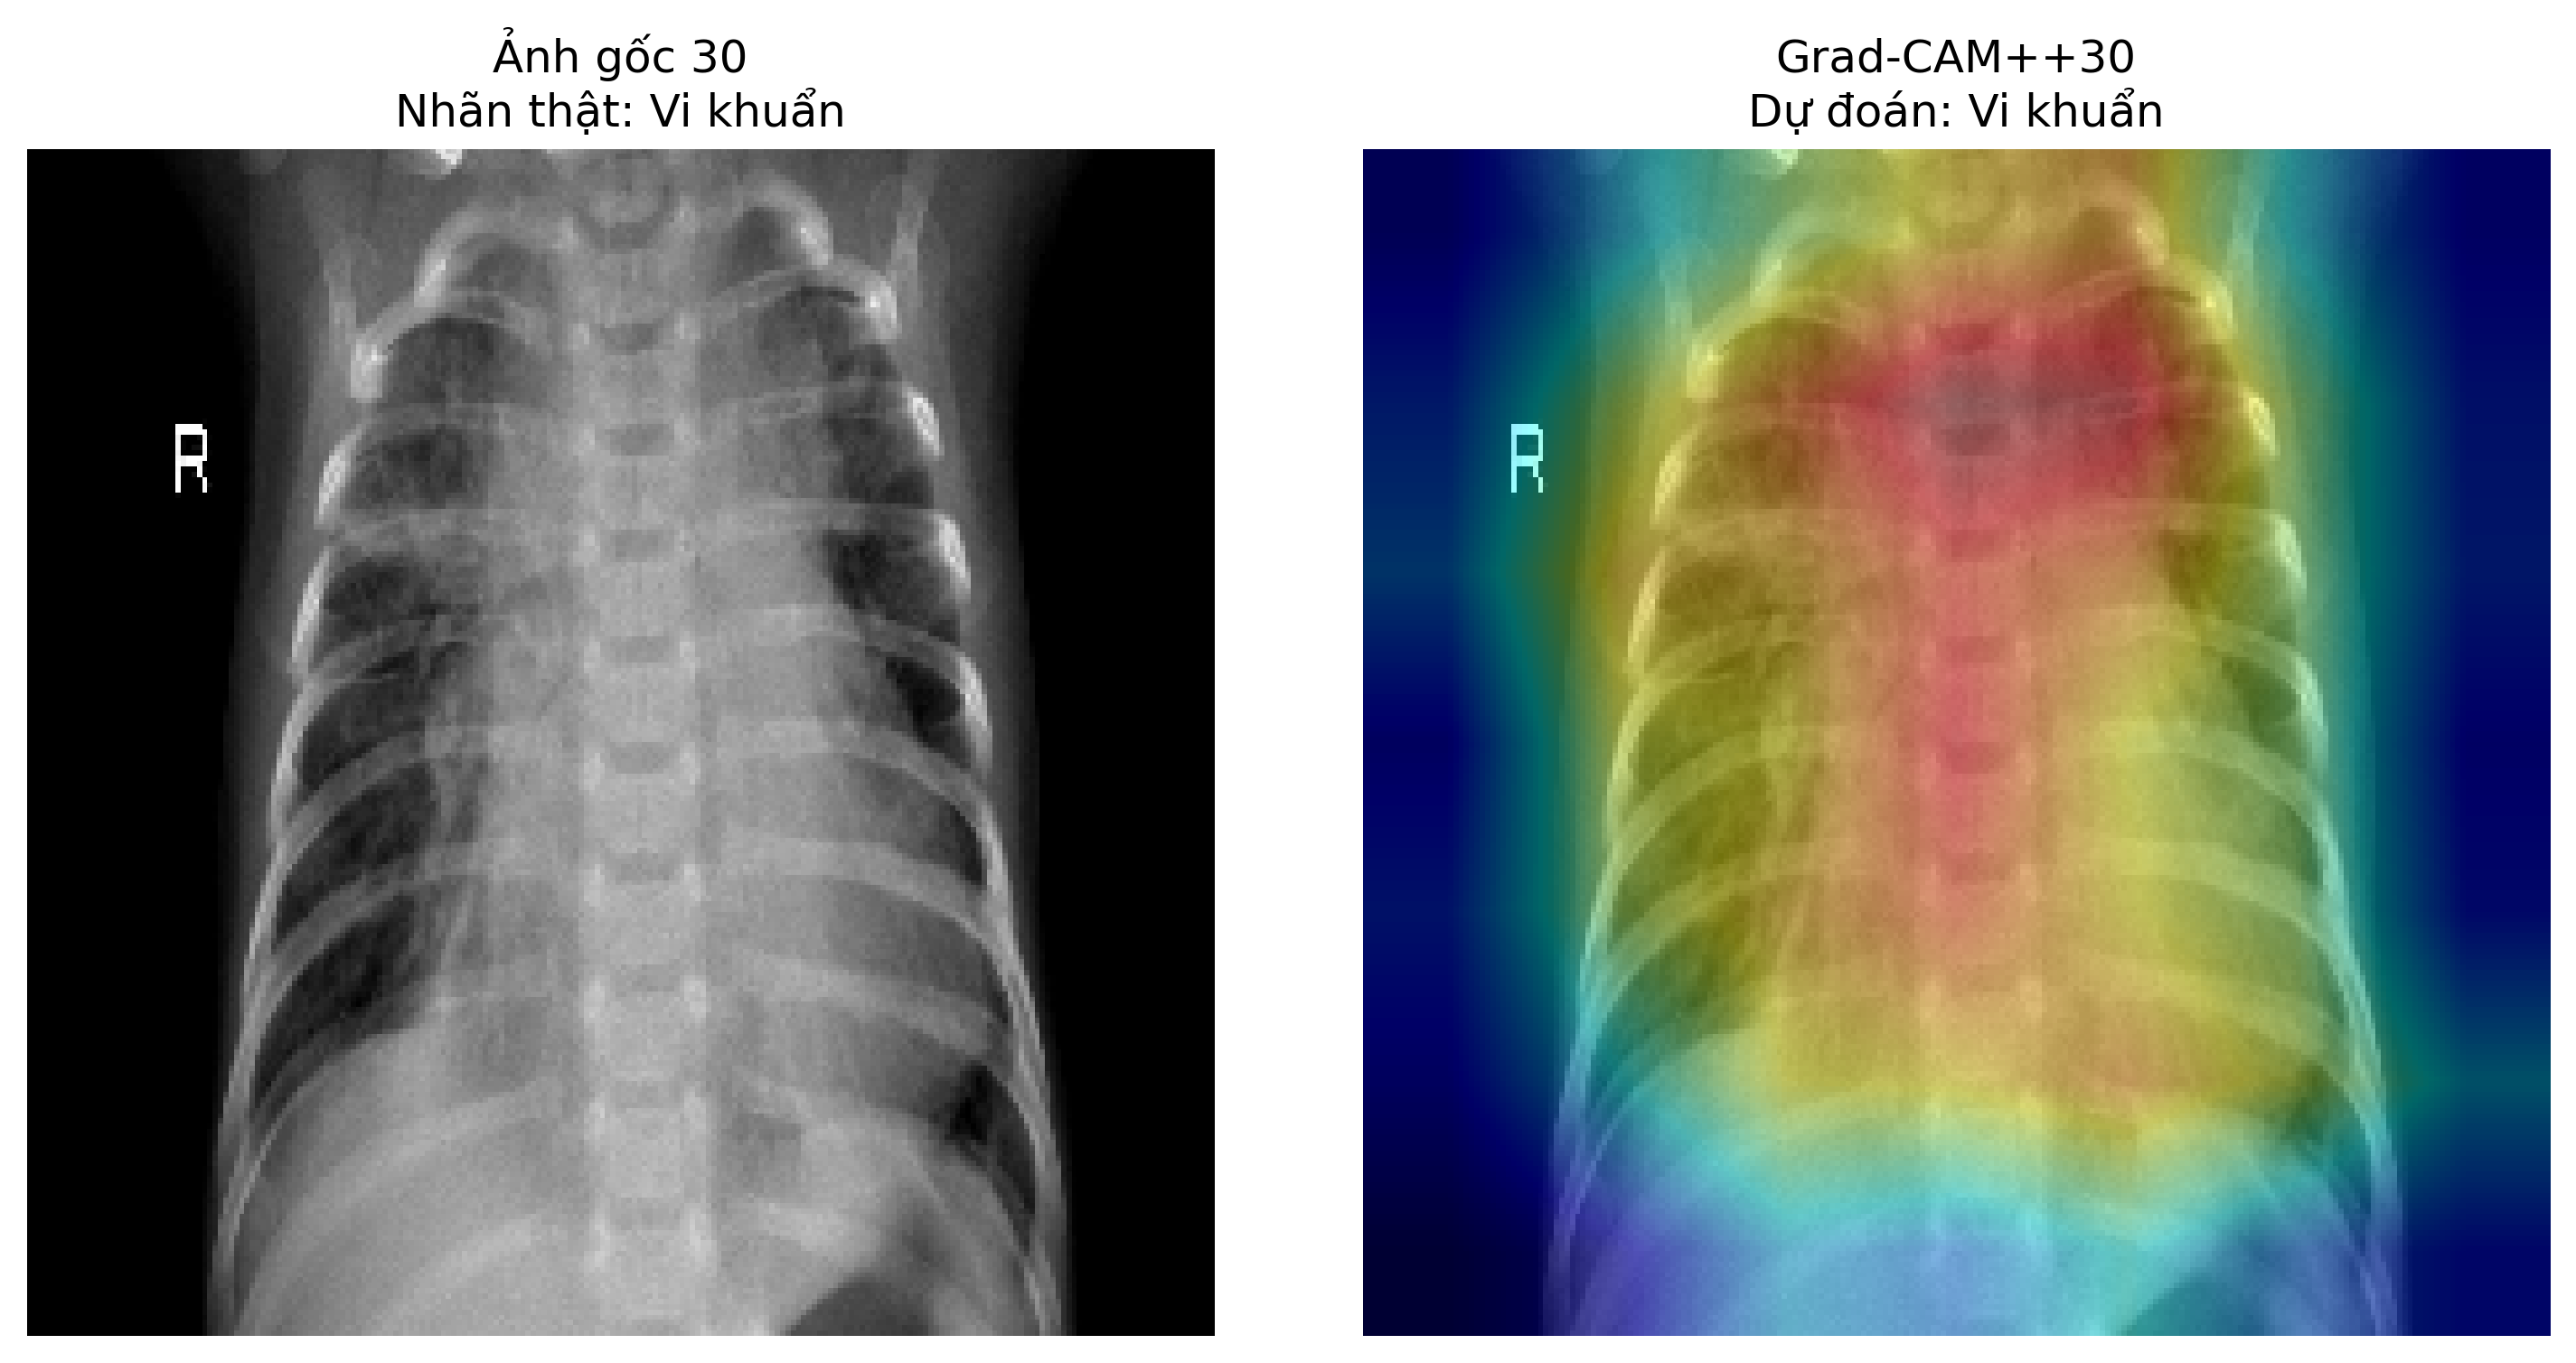 Ảnh gốc 30
Nhãn thật: Vi khuẩn
Grad-CAM++30
Dự đoán: Vi khuẩn
R
R